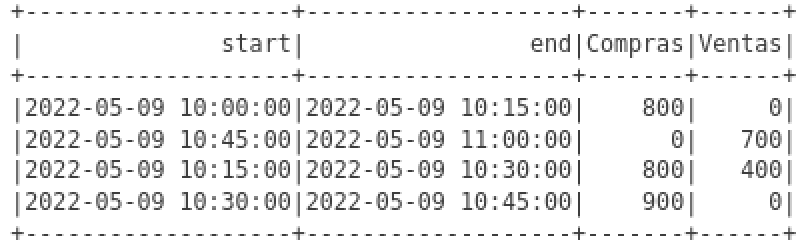 +-------------------+-------------------+-------+------+
|              start|                end|Compras|Ventas|
+-------------------+-------------------+-------+------+
|2022-05-09 10:00:00|2022-05-09 10:15:00|    800|     0|
|2022-05-09 10:45:00|2022-05-09 11:00:00|      0|   700|
|2022-05-09 10:15:00|2022-05-09 10:30:00|    800|   400|
|2022-05-09 10:30:00|2022-05-09 10:45:00|    900|     0|
+-------------------+-------------------+-------+------+